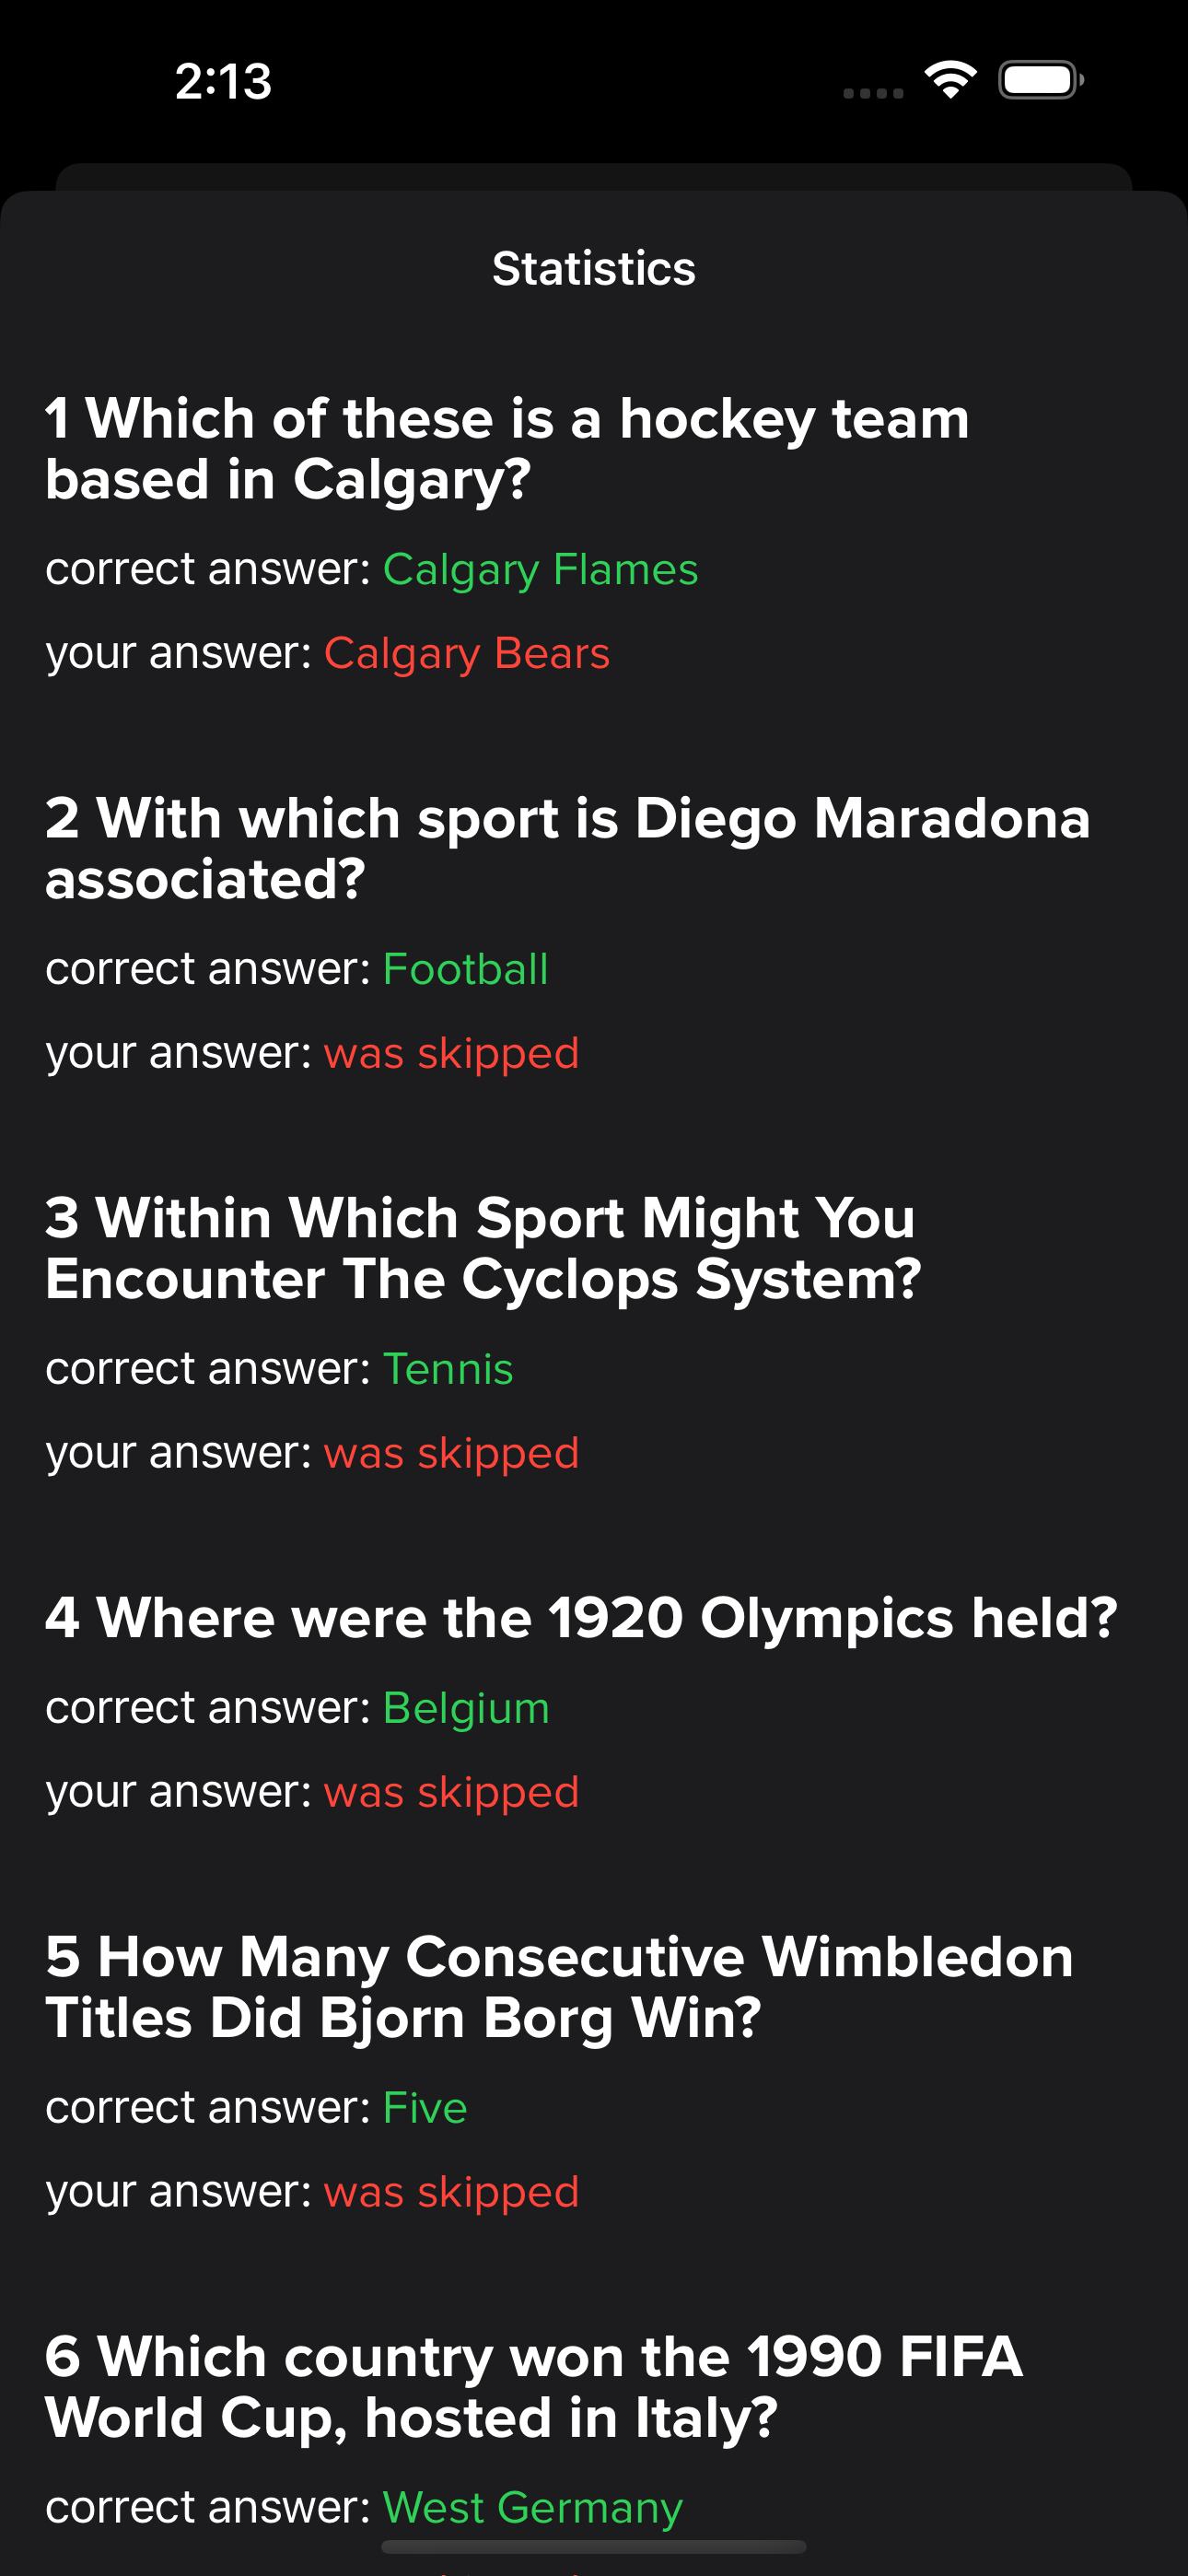 2:13
Statistics
1 Which of these is a hockey team
based in Calgary?
correct answer: Calgary Flames
your answer: Calgary Bears
2 With which sport is Diego Maradona
associated?
correct answer: Football
your answer: was skipped
3 Within Which Sport Might You
Encounter The Cyclops System?
correct answer: Tennis
your answer: was skipped
4 Where were the 1920 Olympics held?
correct answer: Belgium
your answer: was skipped
5 How Many Consecutive Wimbledon
Titles Did Bjorn Borg Win?
correct answer: Five
your answer: was skipped
6 Which country won the 1990 FIFA
World Cup, hosted in Italy?
correct answer: West Germany